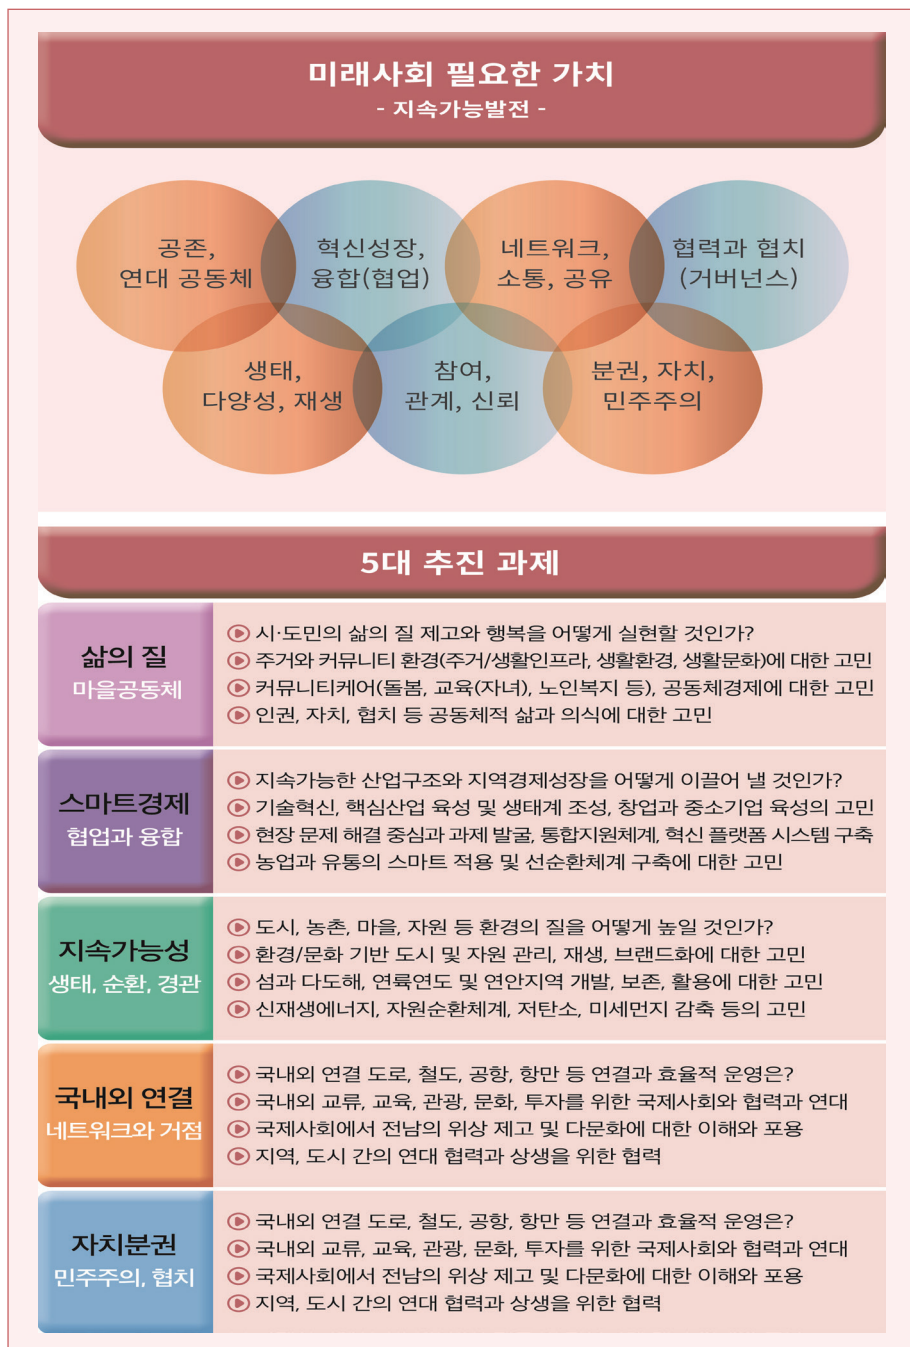 미래사회 필요한 가치
- 지속가능발전 -
공존,
연대 공동체
혁신성장,
융합(협업)
네트워크,
소통, 공유
협력과 협치
(거버넌스)
생태,
다양성, 재생
참여,
관계, 신뢰
분권, 자치,
민주주의
5대 추진 과제
삶의 질
마을공동체
시·도민의 삶의 질 제고와 행복을 어떻게 실현할 것인가?
주거와 커뮤니티 환경(주거/생활인프라, 생활환경, 생활문화)에 대한 고민
커뮤니티케어(돌봄, 교육(자녀), 노인복지 등), 공동체경제에 대한 고민
인권, 자치, 협치 등 공동체적 삶과 의식에 대한 고민
스마트경제
협업과 융합
지속가능한 산업구조와 지역경제성장을 어떻게 이끌어 낼 것인가?
기술혁신, 핵심산업 육성 및 생태계 조성, 창업과 중소기업 육성의 고민
현장 문제 해결 중심과 과제 발굴, 통합지원체계, 혁신 플랫폼 시스템 구축
농업과 유통의 스마트 적용 및 선순환체계 구축에 대한 고민
지속가능성
생태, 순환, 경관
도시, 농촌, 마을, 자원 등 환경의 질을 어떻게 높일 것인가?
환경/문화 기반 도시 및 자원 관리, 재생, 브랜드화에 대한 고민
섬과 다도해, 연륙연도 및 연안지역 개발, 보존, 활용에 대한 고민
신재생에너지, 자원순환체계, 저탄소, 미세먼지 감축 등의 고민
국내외 연결
네트워크와 거점
국내외 연결 도로, 철도, 공항, 항만 등 연결과 효율적 운영은?
국내외 교류, 교육, 관광, 문화, 투자를 위한 국제사회와 협력과 연대
국제사회에서 전남의 위상 제고 및 다문화에 대한 이해와 포용
지역, 도시 간의 연대 협력과 상생을 위한 협력
자치분권
민주주의, 협치
국내외 연결 도로, 철도, 공항, 항만 등 연결과 효율적 운영은?
국내외 교류, 교육, 관광, 문화, 투자를 위한 국제사회와 협력과 연대
국제사회에서 전남의 위상 제고 및 다문화에 대한 이해와 포용
지역, 도시 간의 연대 협력과 상생을 위한 협력